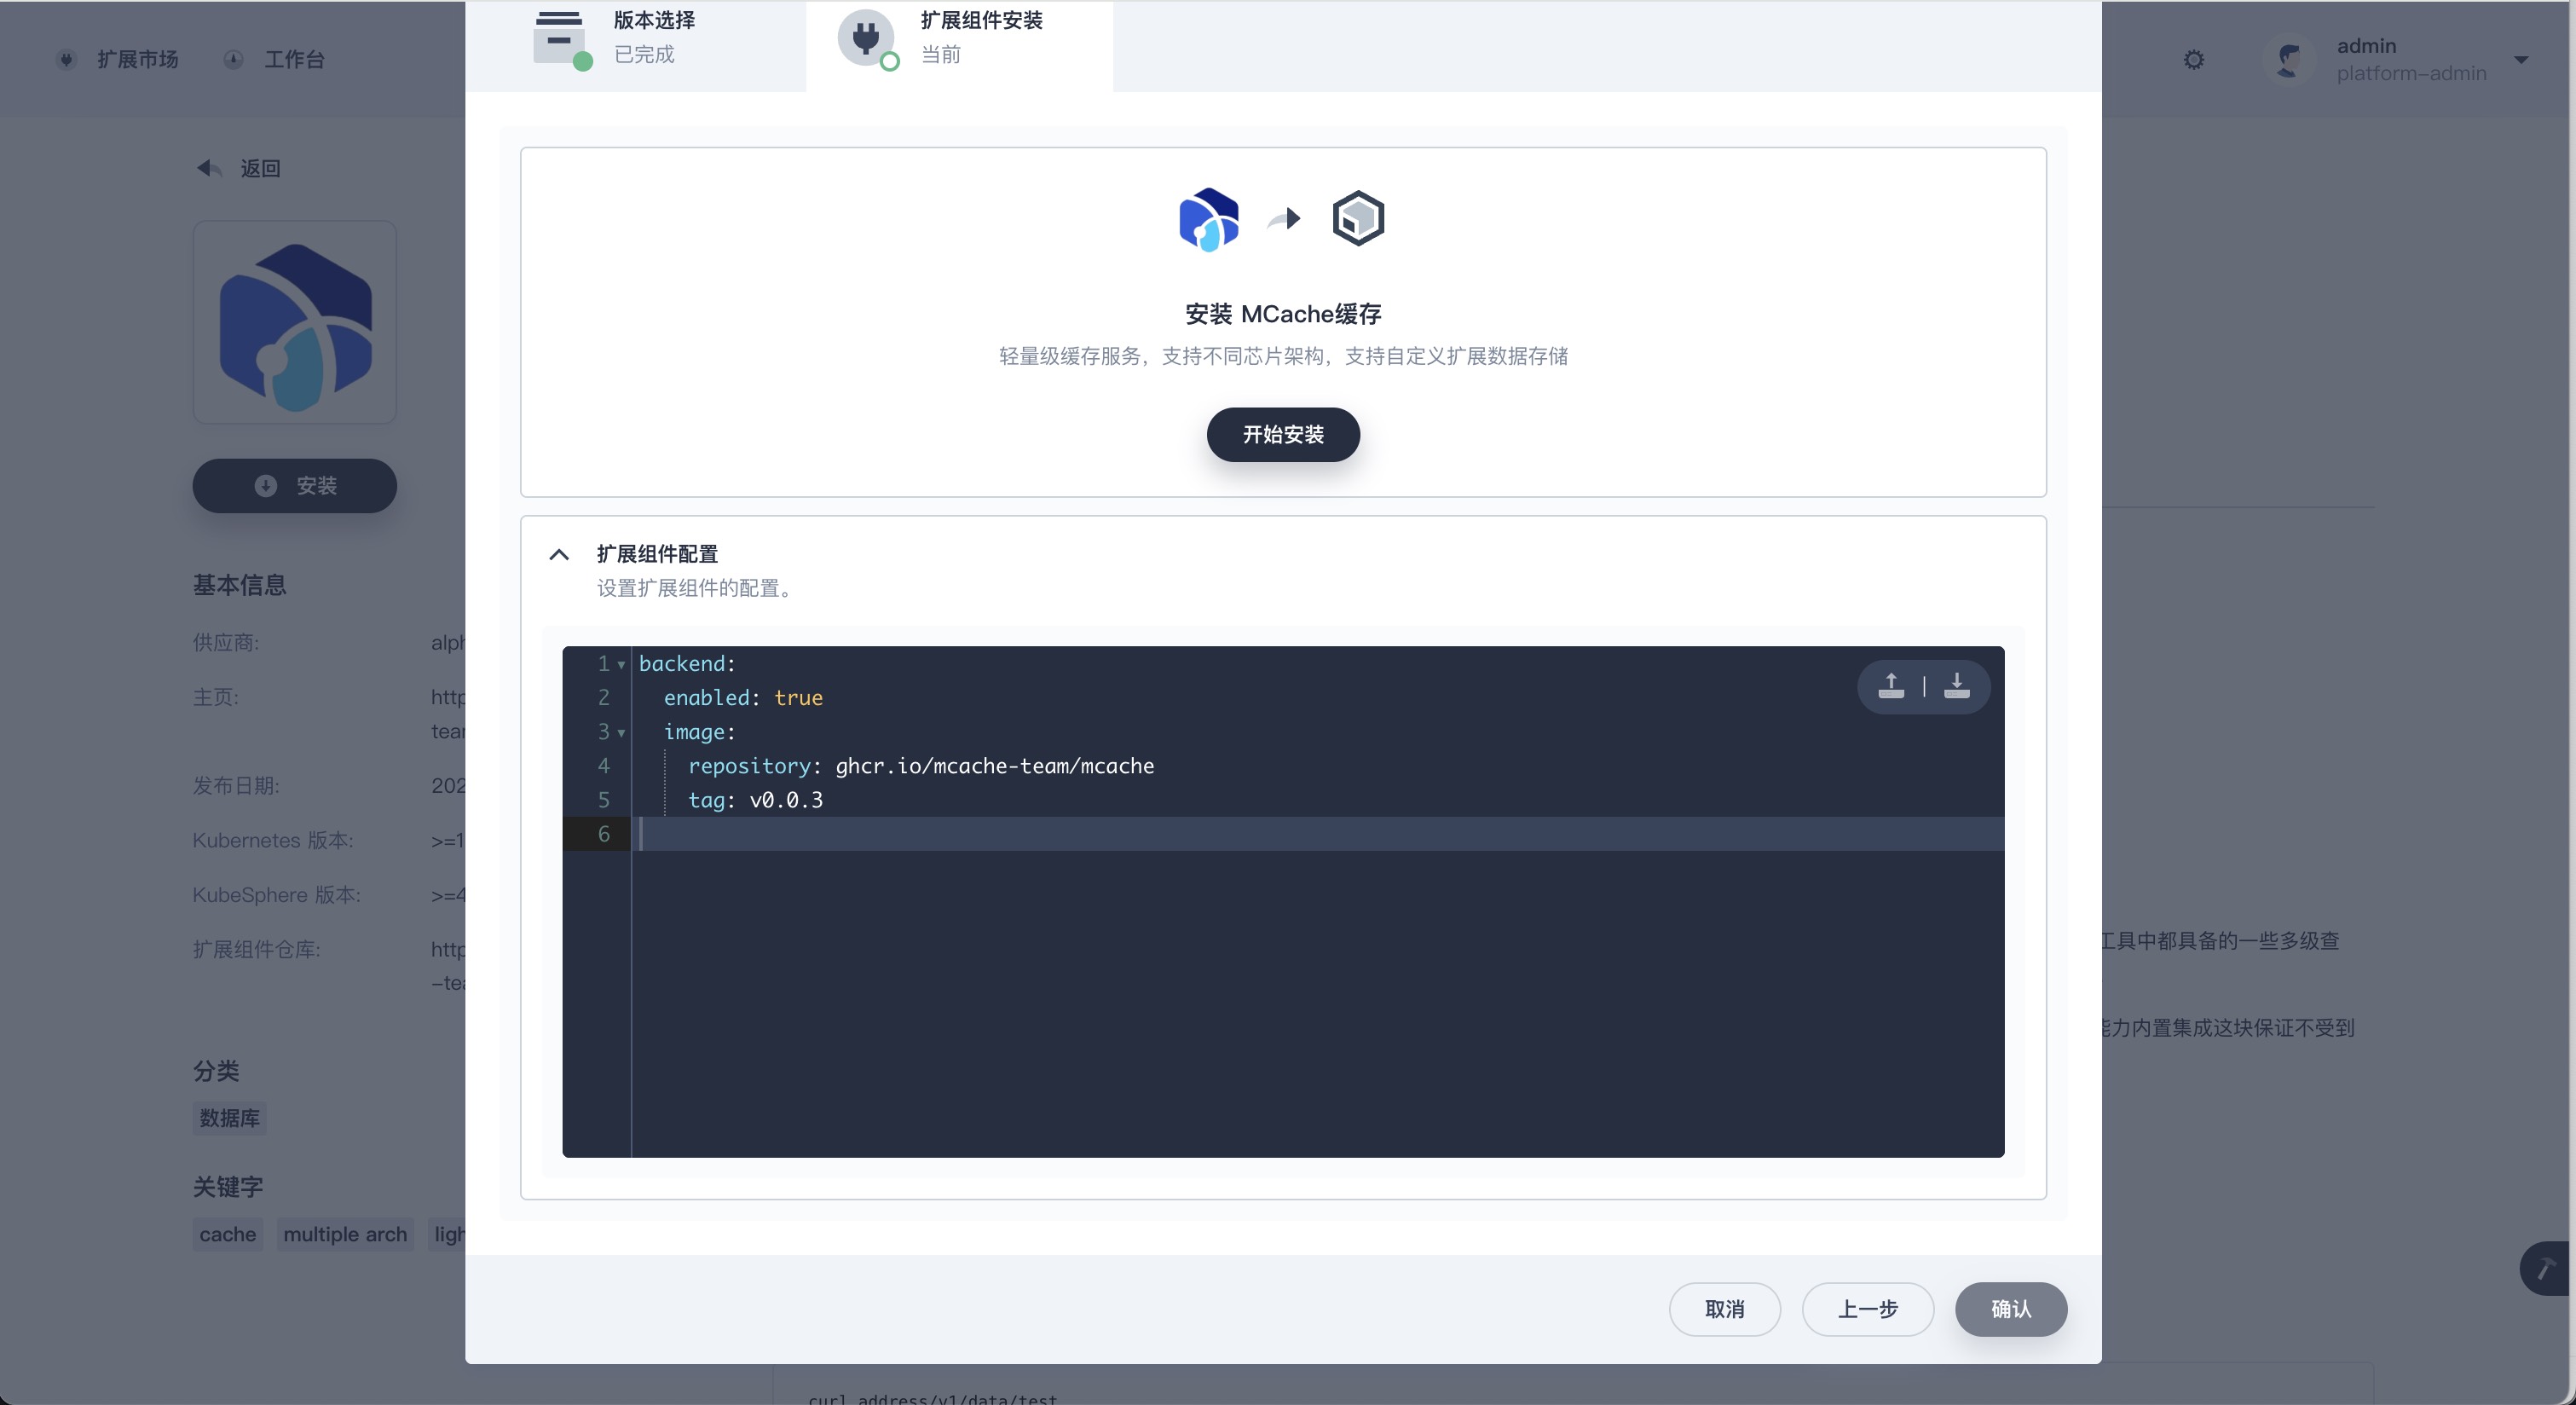 扩展市场
工作台
版本选择
已完成
扩展组件安装
当前
admin
platform-admin
返回
安装
基本信息
供应商:
alph
主页:
http
tear
发布日期:
202
Kubernetes 版本:
>=1
KubeSphere 版本:
>=4
扩展组件仓库:
http
-tea
分类
数据库
关键字
cache
multiple arch
ligh
安装 MCache缓存
轻量级缓存服务，支持不同芯片架构，支持自定义扩展数据存储
开始安装
扩展组件配置
设置扩展组件的配置。
1 backend:
2 enabled: true
3 image:
4 repository: ghcr.io/mcache-team/mcache
5 tag: v0.0.3
6
工具中都具备的一些多级查
能力内置集成这块保证不受到
取消
上一步
确认
curl address/v1/data/test